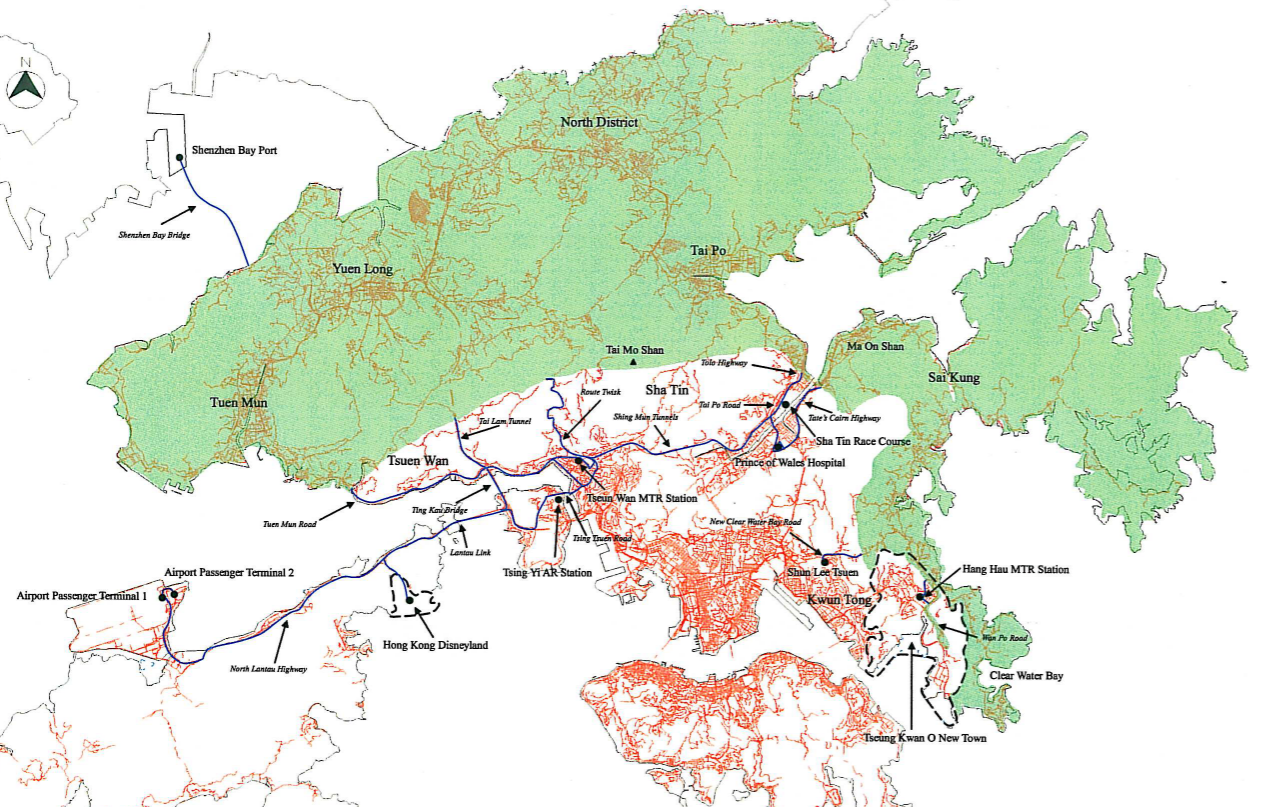 N
North District
Shenzhen Bay Port
Shenzhen Bay Bridge
Tai Po
Yuen Long
Ma On Shan
Tai Mo Shan
Tolo Highway
Sai Kung
Sha Tin
Route Twisk
Tuen Mun
Tai Po Road
Tai Lam Tunnel
Shing Mun Tunnels
Tate's Cairn Highway
Sha Tin Race Course
Tsuen Wan
Prince of Wales Hospital
Tseun Wan MTR Station
Ting Kau Bridge
Tuen Mun Road
New Clear Water Bay Road
Tsing Tsuen Road
Lantau Link
Tsing Yi AR Station
Shun Lee Tsuen
Hang Hau MTR Station
Airport Passenger Terminal 2
Airport Passenger Terminal 1
Kwun Tong
Wan Po Road
Hong Kong Disneyland
North Lantau Highway
Clear Water Bay
Tseung Kwan O New Town